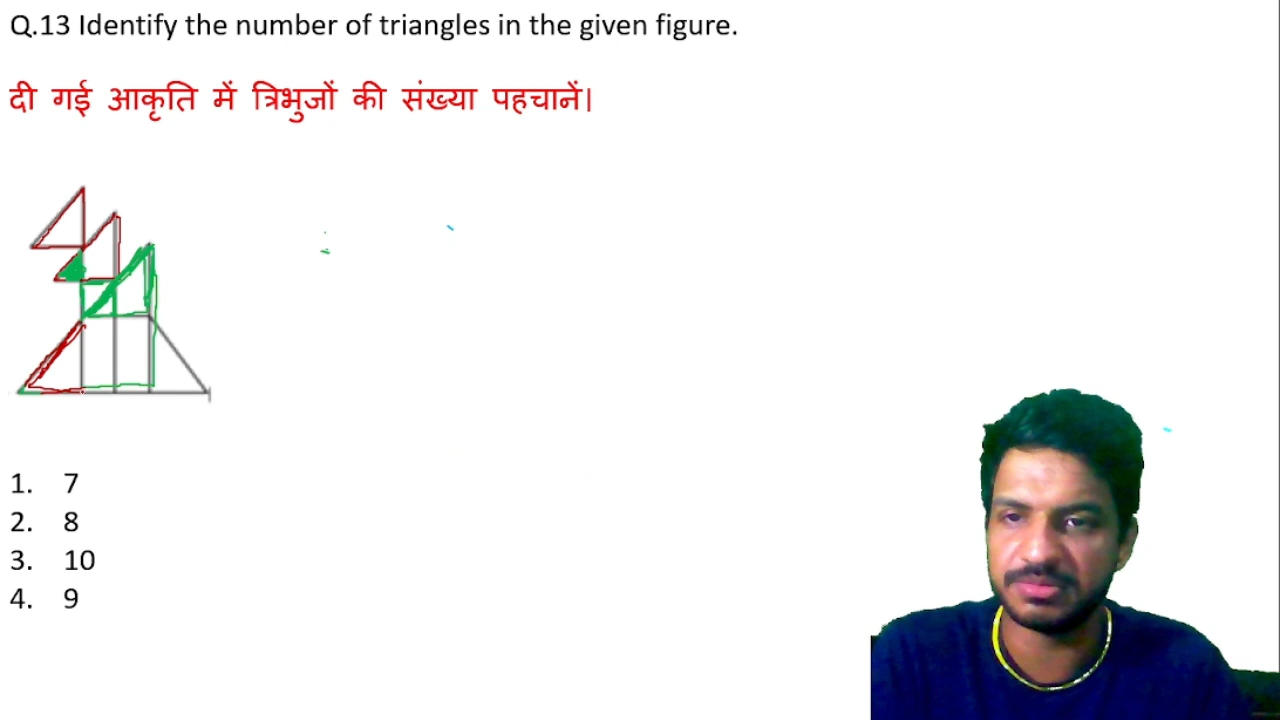 Q.13 Identify the number of triangles in the given figure.
दी गई आकृति में त्रिभुजों की संख्या पहचानें।
1. 7
2. 8
3. 10
4. 9